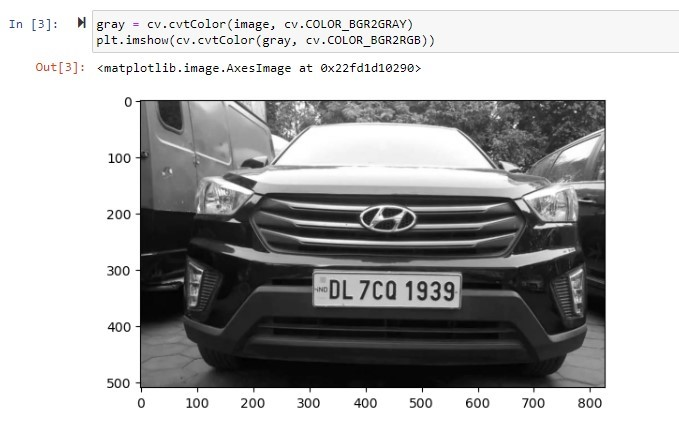 In [3]:
gray = cv.cvtColor(image, cv.COLOR_BGR2GRAY)
plt.imshow(cv.cvtColor(gray, cv.COLOR_BGR2RGB))
Out[3]: <matplotlib.image.AxesImage at 0x22fd1d10290>
0
100
200
300
400
500
IND
DL 7CQ 1939
0 100 200 300 400 500 600 700 800